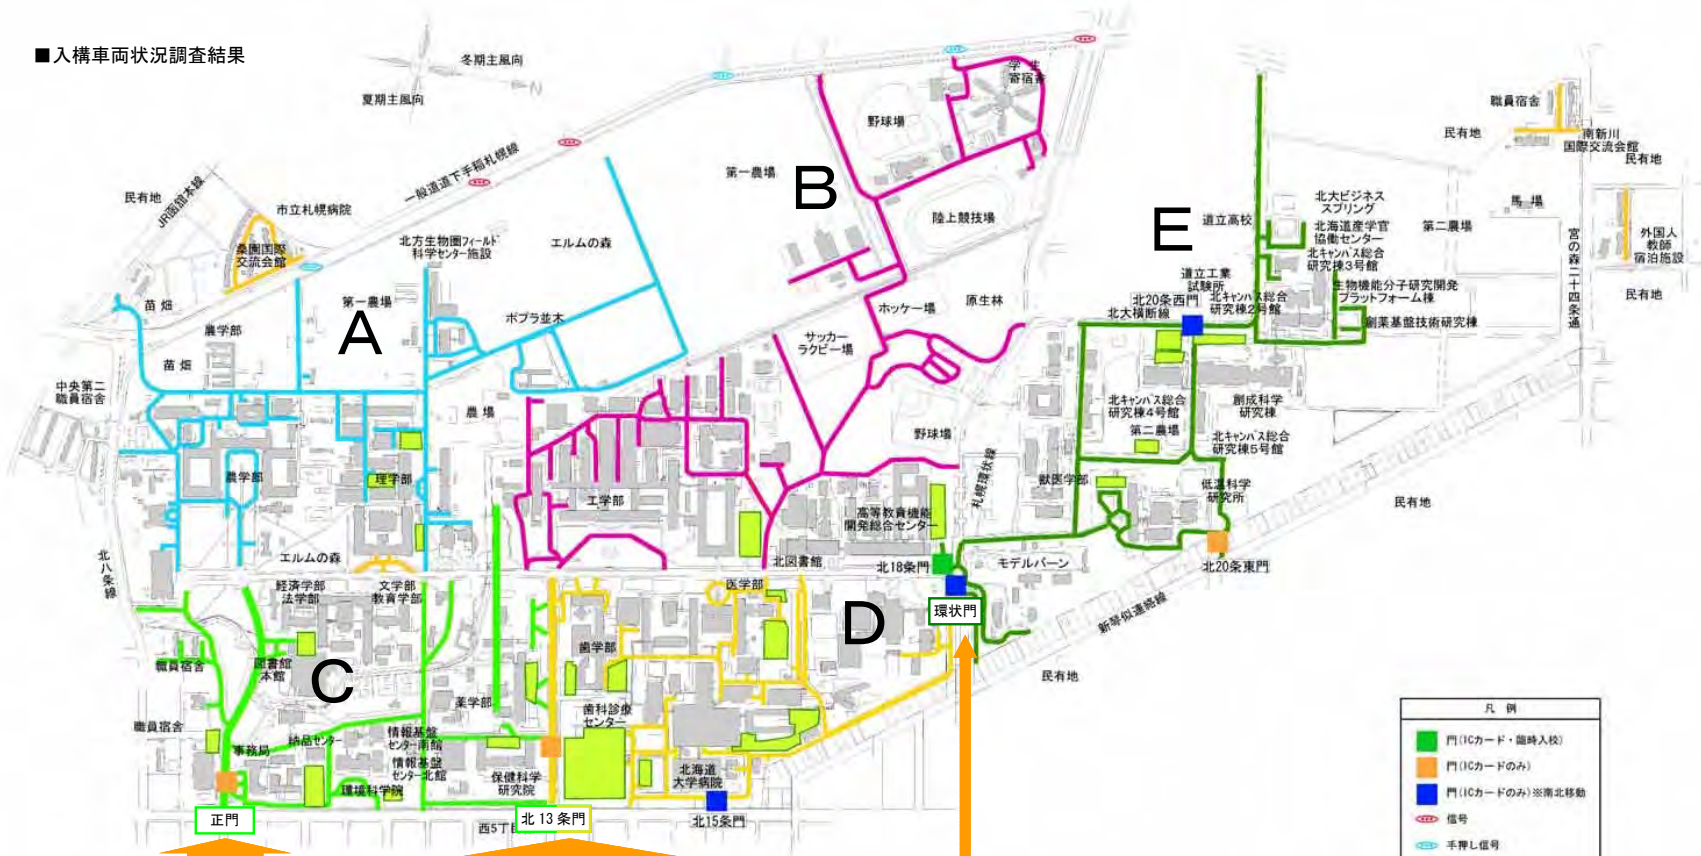 ■入構車両状況調査結果
冬期主風向
夏期主風向
N
学生
寄宿舎
職員宿舎
野球場
民有地
南新川
国際交流会館
民有地
一般道道下手稲札幌線
第一農場
B
民有地
JR函館本線
市立札幌病院
北大ビジネス
スプリング
馬場
陸上競技場
道立高校
北海道産学官
協働センター
第二農場
E
外国人
教師
宿泊施設
桑園国際
交流会館
北方生物圏フィールド
科学センター施設
エルムの森
北キャンパス総合
研究棟3号館
宮の森二十四条通
道立工業
試験所
生物機能分子研究開発
プラットフォーム棟
民有地
苗畑
第一農場
ポプラ並木
ホッケー場
原生林
北20条西門
北大横断線
北キャンパス総合
研究棟2号館
創薬基盤技術研究棟
農学部
A
サッカー
ラクビー場
苗畑
中央第二
職員宿舎
農場
北キャンパス総合
研究棟4号館
創成科学
研究棟
野球場
第二農場
北キャンパス総合
研究棟5号館
農学部
理学部
札幌環状線
獣医学部
低温科学
研究所
民有地
工学部
高等教育機能
開発総合センター
北八条線
エルムの森
北図書館
北18条門
モデルバーン
北20条東門
経済学部
法学部
文学部
教育学部
医学部
環状門
D
新琴似連絡線
歯学部
職員宿舎
図書館
本館
C
民有地
薬学部
歯科診療
センター
職員宿舎
事務局
納品センター
情報基盤
センター南館
情報基盤
センター北館
環境科学院
保健科学
研究院
北海道
大学病院
正門
西5丁目
北13条門
北15条門
凡例
門(ICカード・臨時入校)
門(ICカードのみ)
門(ICカードのみ)※南北移動
信号
手押し信号